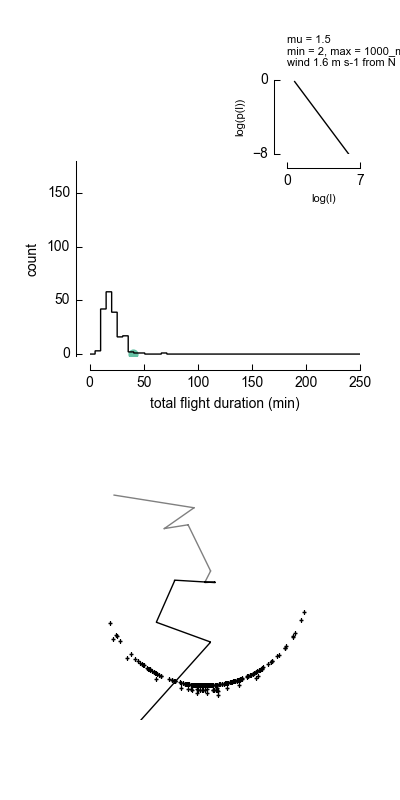 mu = 1.5
min = 2, max = 1000_m
wind 1.6 m s-1 from N
0
log(p(l))
−8
0 7
log(l)
150
100
count
50
0
0 50 100 150 200 250
total flight duration (min)